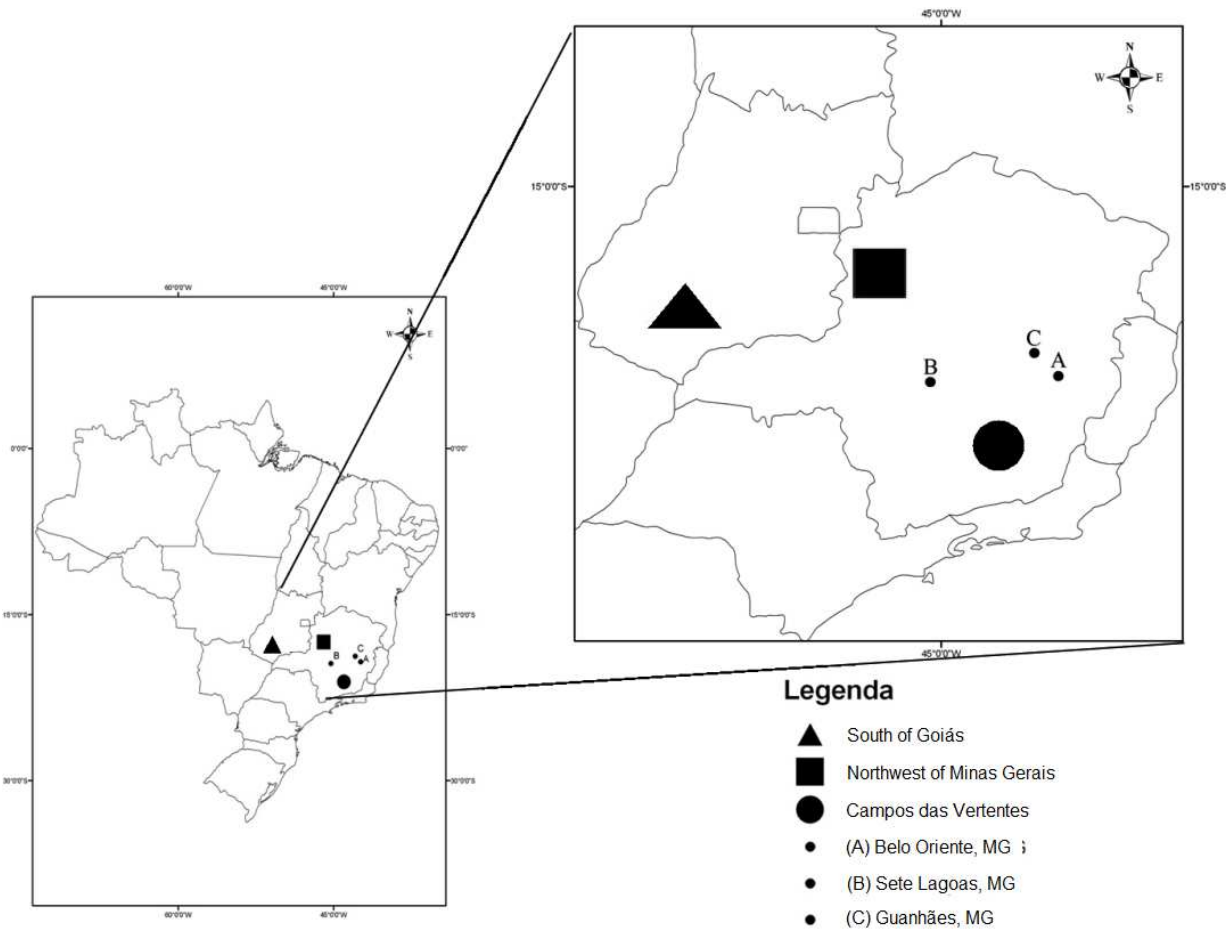 45°0'0"W
N
W E
S
15°0'0"S 15°0'0"S
C
A
B
45°0'0"W
60°0'0"W 45°0'0"W
N
W E
S
0°0'0" 0°0'0"
15°0'0"S 15°0'0"S
C
B A
30°0'0"S 30°0'0"S
60°0'0"W 45°0'0"W
Legenda
South of Goiás
Northwest of Minas Gerais
Campos das Vertentes
(A) Belo Oriente, MG
(B) Sete Lagoas, MG
(C) Guanhães, MG